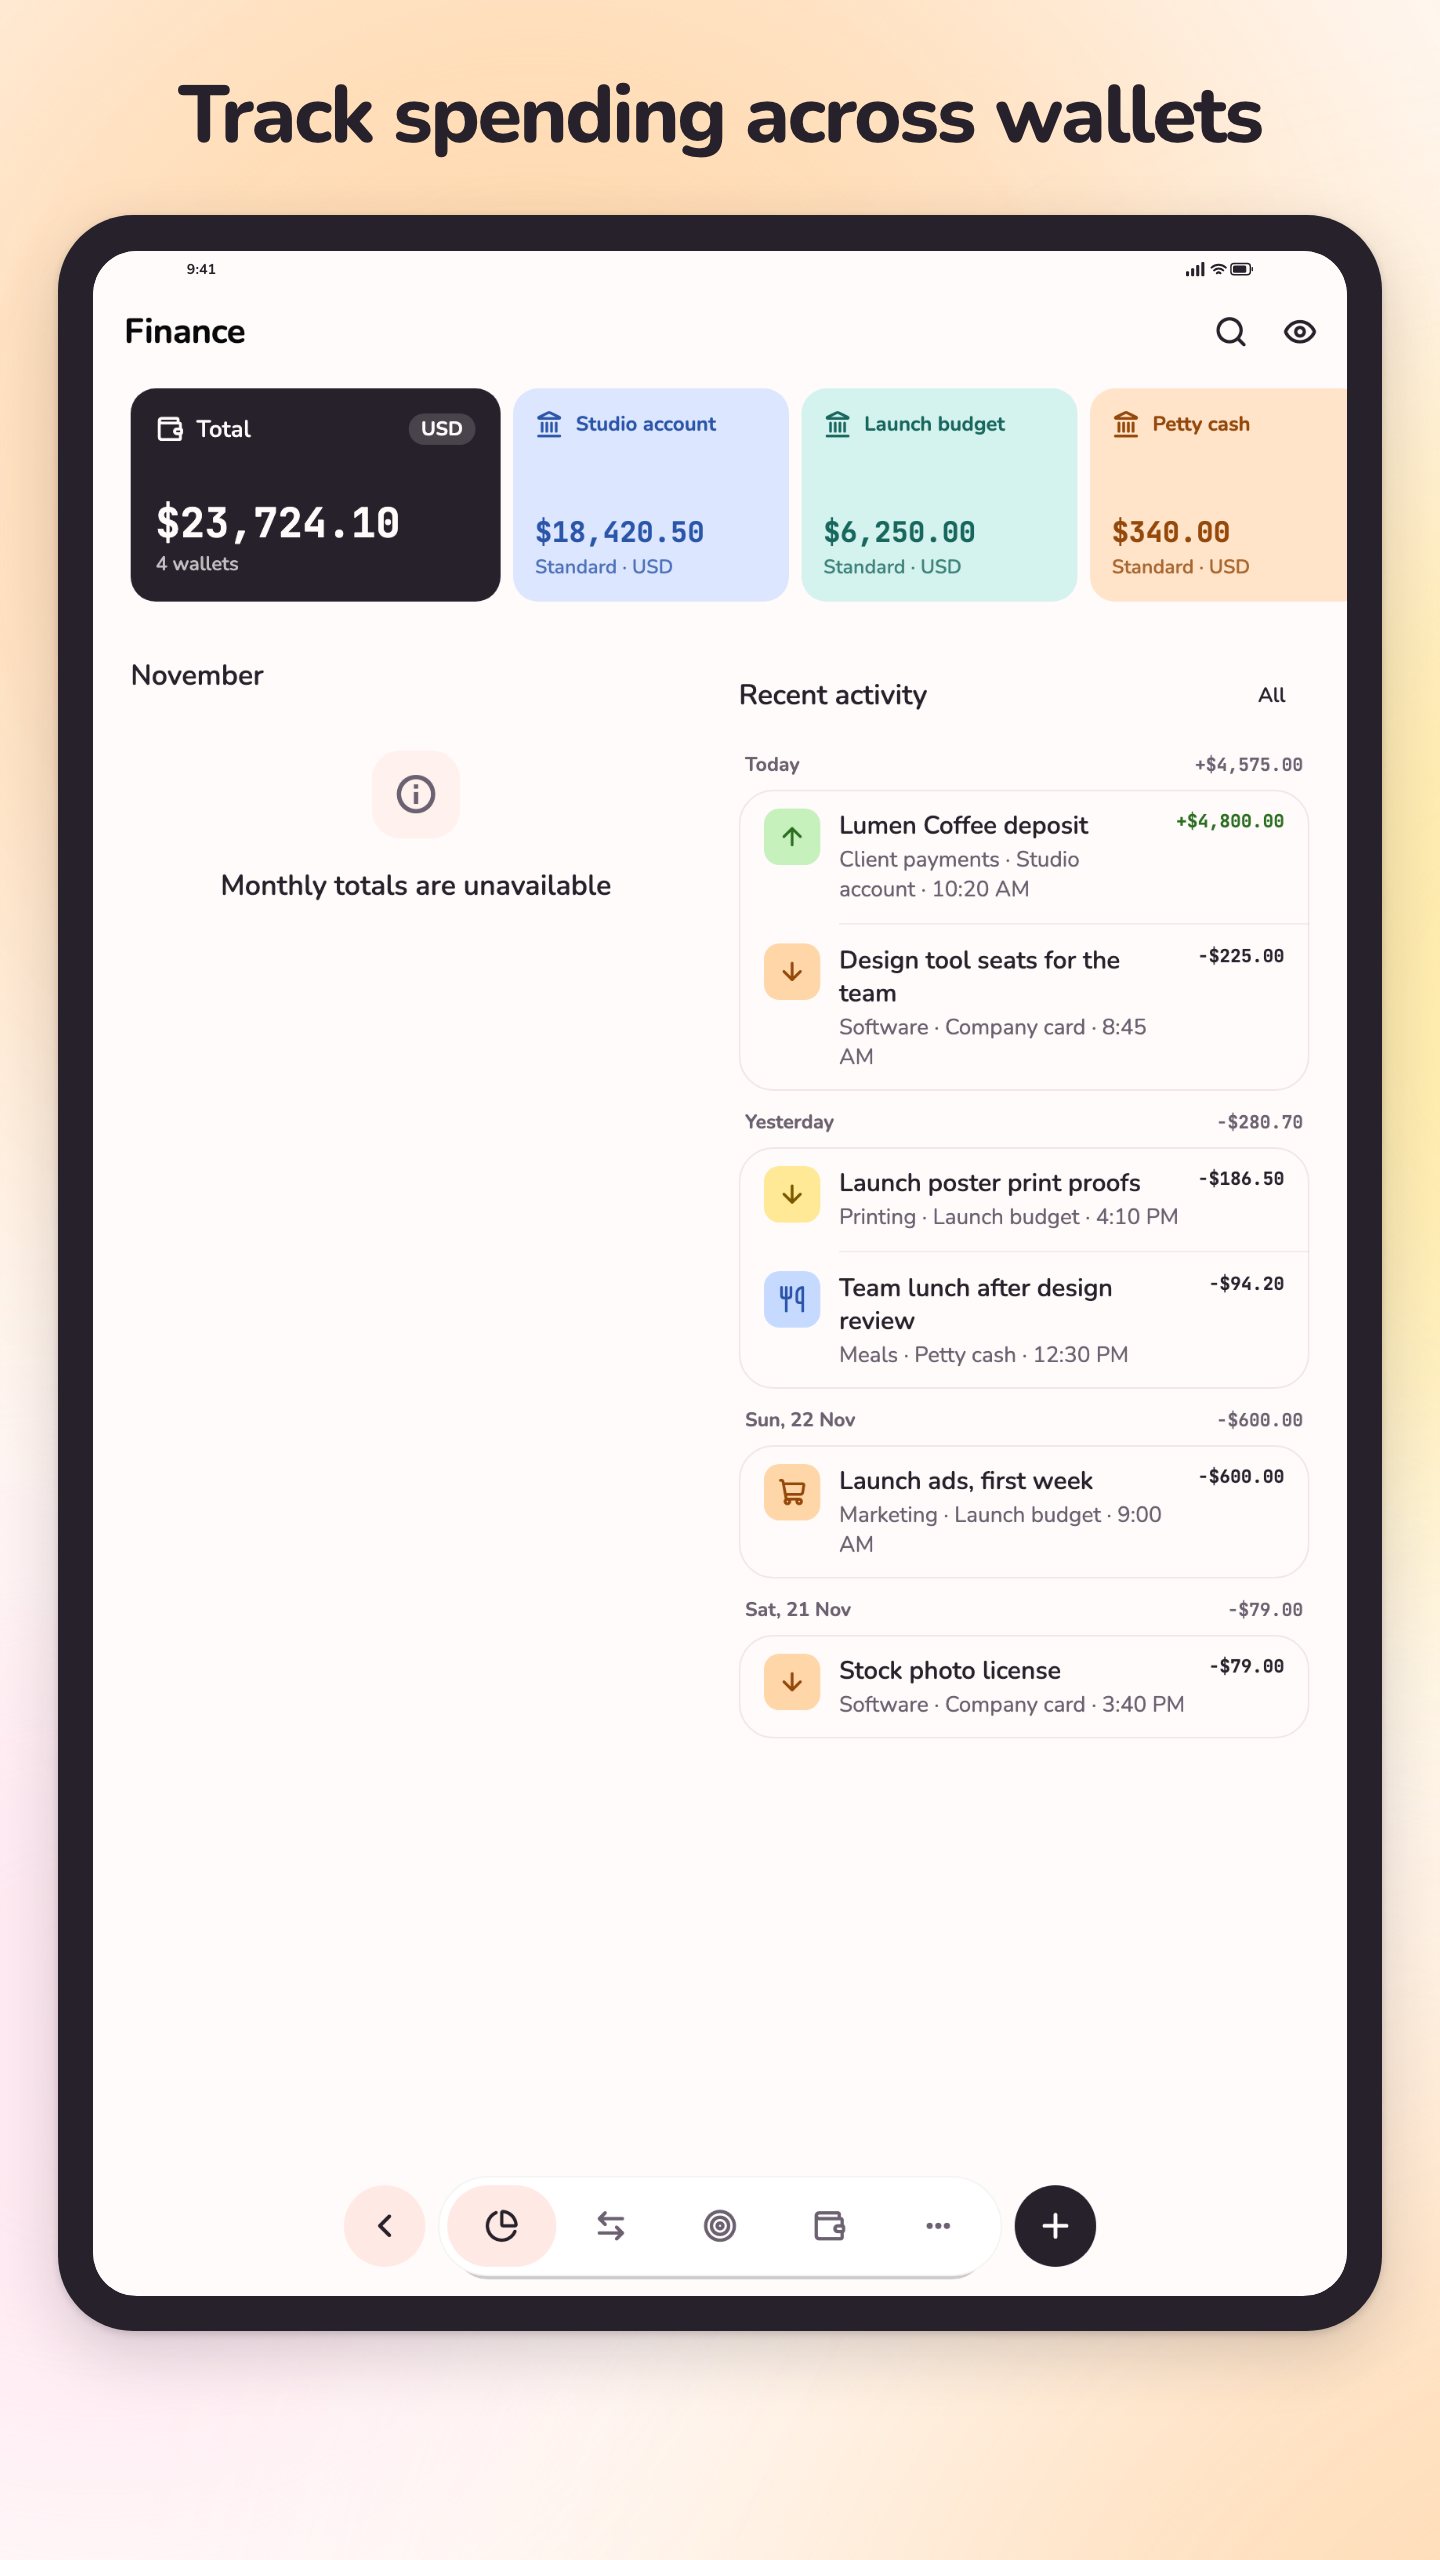 Track spending across wallets
9:41
Finance
Total
USD
$23,724.10
4 wallets
Studio account
$18,420.50
Standard · USD
Launch budget
$6,250.00
Standard · USD
Petty cash
$340.00
Standard · USD
November
Monthly totals are unavailable
Recent activity
All
Today
+$4,575.00
Lumen Coffee deposit
+$4,800.00
Client payments · Studio
account · 10:20 AM
Design tool seats for the
team
-$225.00
Software · Company card · 8:45
AM
Yesterday
-$280.70
Launch poster print proofs
-$186.50
Printing · Launch budget · 4:10 PM
Team lunch after design
review
-$94.20
Meals · Petty cash · 12:30 PM
Sun, 22 Nov
-$600.00
Launch ads, first week
-$600.00
Marketing · Launch budget · 9:00
AM
Sat, 21 Nov
-$79.00
Stock photo license
-$79.00
Software · Company card · 3:40 PM